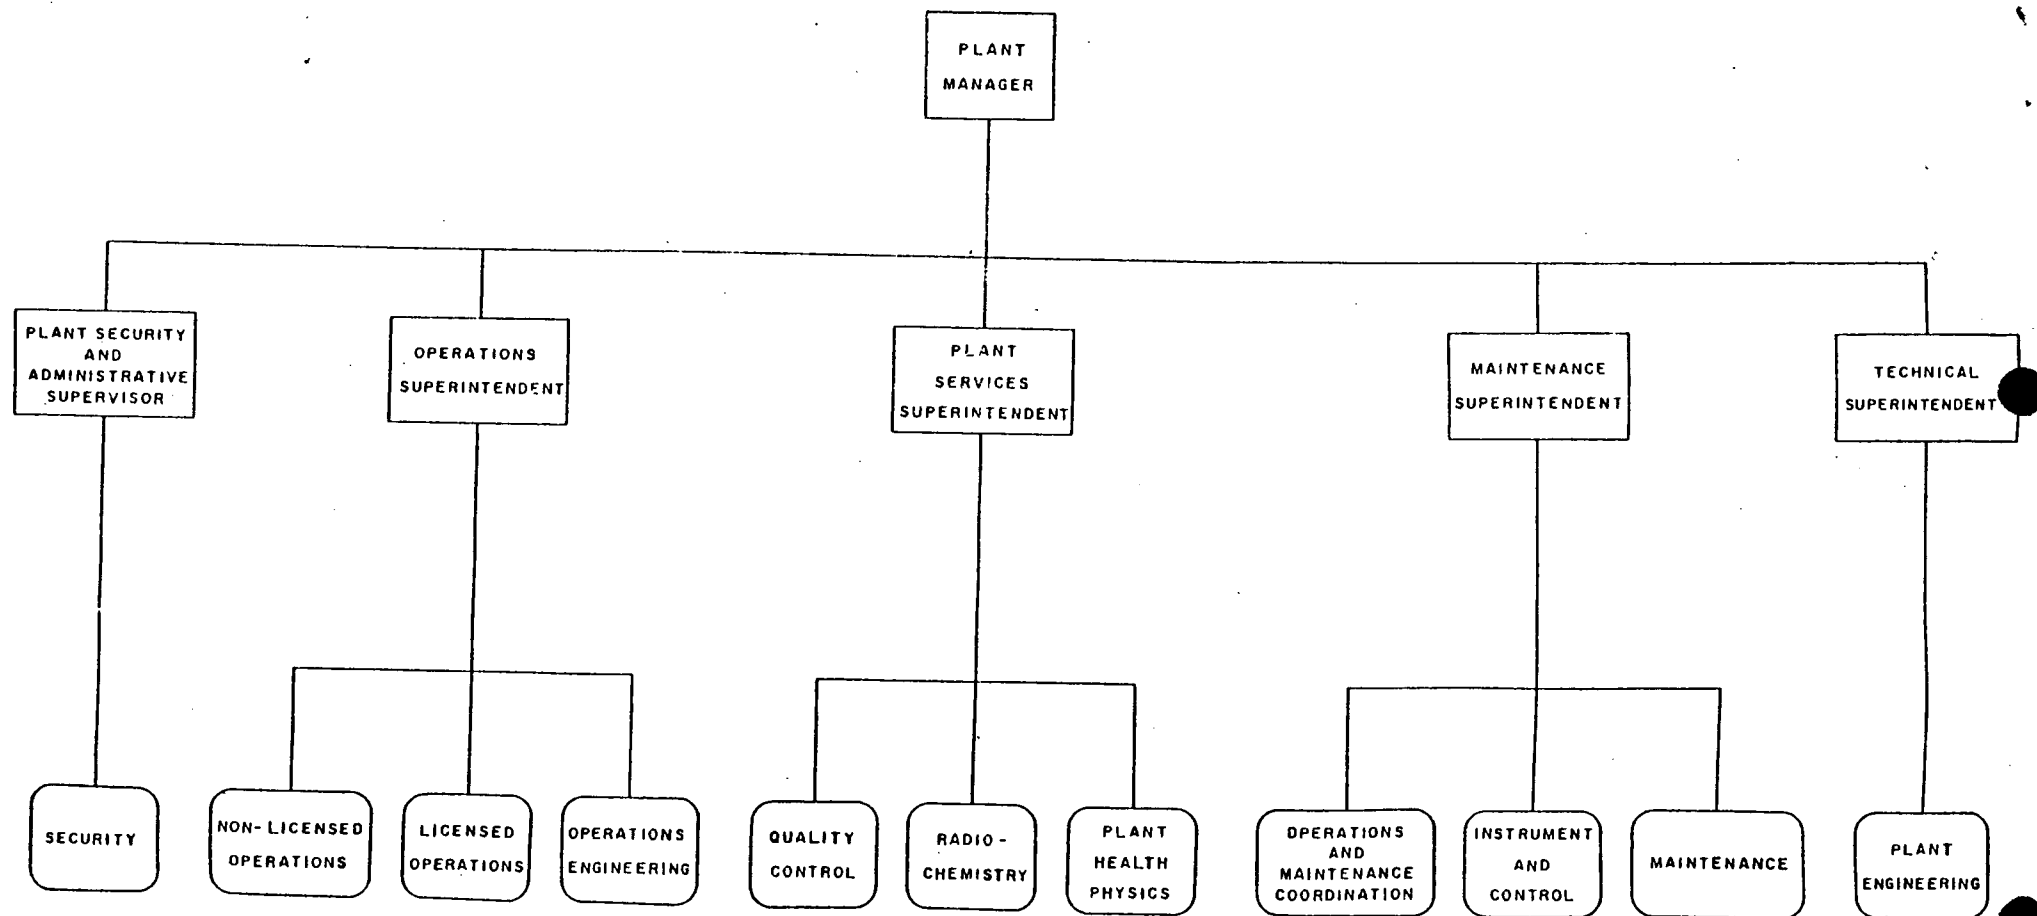 PLANT
MANAGER
PLANT SECURITY
AND
ADMINISTRATIVE
SUPERVISOR
OPERATIONS
SUPERINTENDENT
PLANT
SERVICES
SUPERINTENDENT
MAINTENANCE
SUPERINTENDENT
TECHNICAL
SUPERINTENDENT
SECURITY
NON-LICENSED
OPERATIONS
LICENSED
OPERATIONS
OPERATIONS
ENGINEERING
QUALITY
CONTROL
RADIO-
CHEMISTRY
PLANT
HEALTH
PHYSICS
OPERATIONS
AND
MAINTENANCE
COORDINATION
INSTRUMENT
AND
CONTROL
MAINTENANCE
PLANT
ENGINEERING